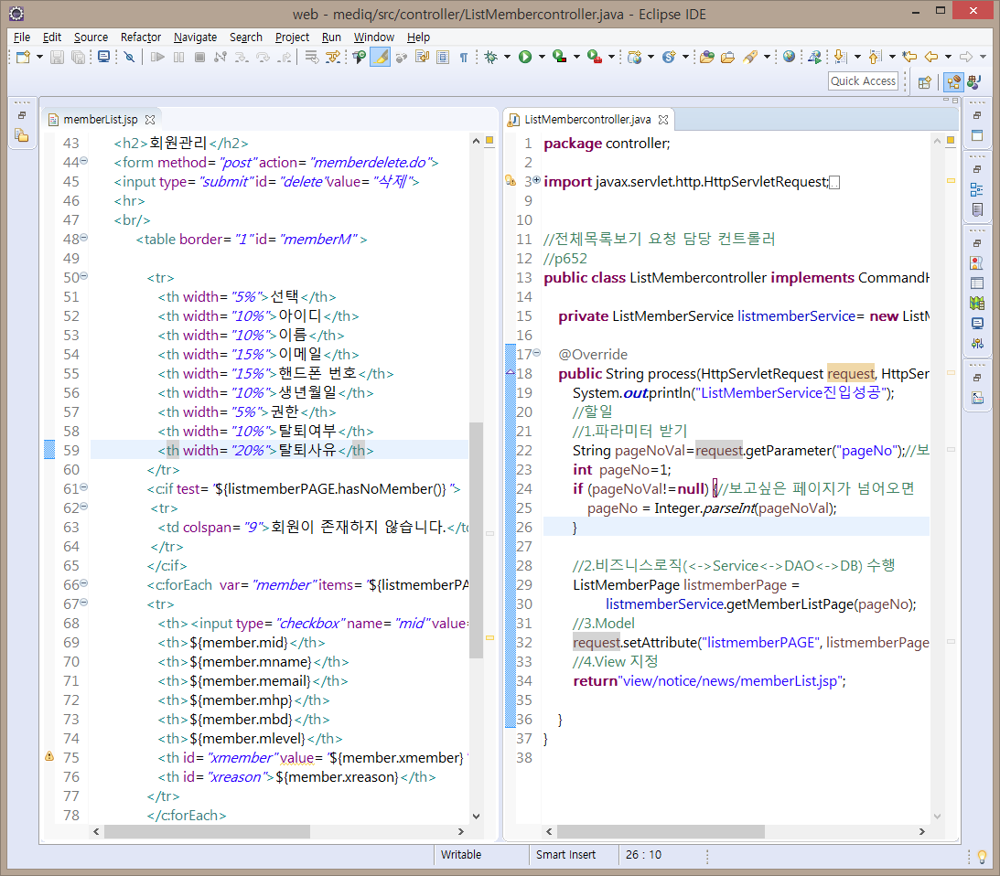 web - mediq/src/controller/ListMembercontroller.java - Eclipse IDE
File Edit Source Refactor Navigate Search Project Run Window Help
Quick Access
memberList.jsp
43 <h2>회원관리</h2>
44 <form method="post" action="memberdelete.do">
45 <input type="submit" id="delete" value="삭제">
46 <hr>
47 <br/>
48 <table border="1" id="memberM" >
49
50 <tr>
51 <th width="5%">선택</th>
52 <th width="10%">아이디</th>
53 <th width="10%">이름</th>
54 <th width="15%">이메일</th>
55 <th width="15%">핸드폰 번호</th>
56 <th width="10%">생년월일</th>
57 <th width="5%">권한</th>
58 <th width="10%">탈퇴여부</th>
59 <th width="20%">탈퇴사유</th>
60 </tr>
61 <c:if test="${listmemberPAGE.hasNoMember()}">
62 <tr>
63 <td colspan="9">회원이 존재하지 않습니다.</td
64 </tr>
65 </c:if>
66 <c:forEach var="member" items="${listmemberPA
67 <tr>
68 <th><input type="checkbox" name="mid" value=
69 <th>${member.mid}</th>
70 <th>${member.mname}</th>
71 <th>${member.memail}</th>
72 <th>${member.mhp}</th>
73 <th>${member.mbd}</th>
74 <th>${member.mlevel}</th>
75 <th id="xmember" value="${member.xmember}"
76 <th id="xreason">${member.xreason}</th>
77 </tr>
78 </c:forEach>
ListMembercontroller.java
1 package controller;
2
3 import javax.servlet.http.HttpServletRequest;
9
10
11 //전체목록보기 요청 담당 컨트롤러
12 //p652
13 public class ListMembercontroller implements CommandH
14
15 private ListMemberService listmemberService= new ListM
16
17 @Override
18 public String process(HttpServletRequest request, HttpSer
19 System.out.println("ListMemberService진입성공");
20 //할일
21 //1.파라미터 받기
22 String pageNoVal=request.getParameter("pageNo");//보
23 int pageNo=1;
24 if (pageNoVal!=null) {//보고싶은 페이지가 넘어오면
25 pageNo = Integer.parseInt(pageNoVal);
26 }
27
28 //2.비즈니스로직(<->Service<->DAO<->DB) 수행
29 ListMemberPage listmemberPage =
30 listmemberService.getMemberListPage(pageNo);
31 //3.Model
32 request.setAttribute("listmemberPAGE", listmemberPage
33 //4.View 지정
34 return"view/notice/news/memberList.jsp";
35
36 }
37 }
38
Writable Smart Insert 26 : 10